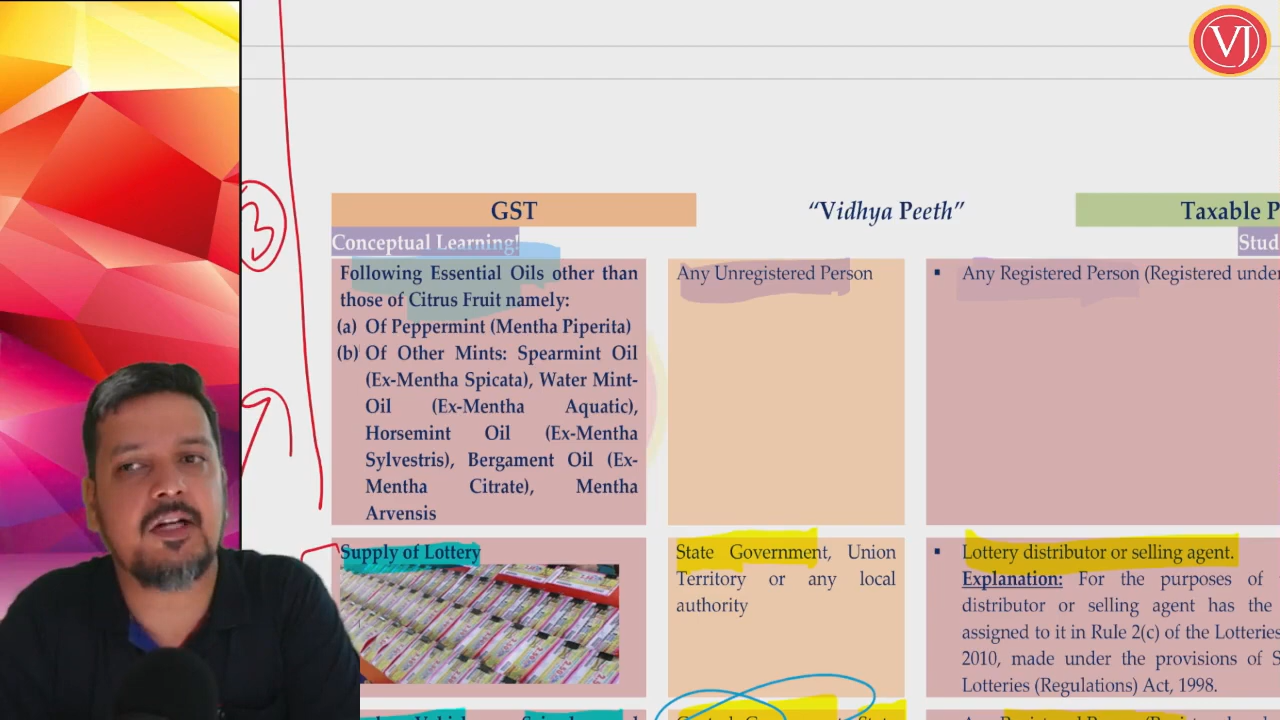 VJ
3
GST
“Vidhya Peeth”
Taxable P
Conceptual Learning!
Stud
Following Essential Oils other than
those of Citrus Fruit namely:
(a) Of Peppermint (Mentha Piperita)
(b) Of Other Mints: Spearmint Oil
(Ex-Mentha Spicata), Water Mint-
Oil (Ex-Mentha Aquatic),
Horsemint Oil (Ex-Mentha
Sylvestris), Bergament Oil (Ex-
Mentha Citrate), Mentha
Arvensis
Any Unregistered Person
▪ Any Registered Person (Registered under
Supply of Lottery
State Government, Union
Territory or any local
authority
▪ Lottery distributor or selling agent.
Explanation: For the purposes of
distributor or selling agent has the
assigned to it in Rule 2(c) of the Lotteries
2010, made under the provisions of S
Lotteries (Regulations) Act, 1998.